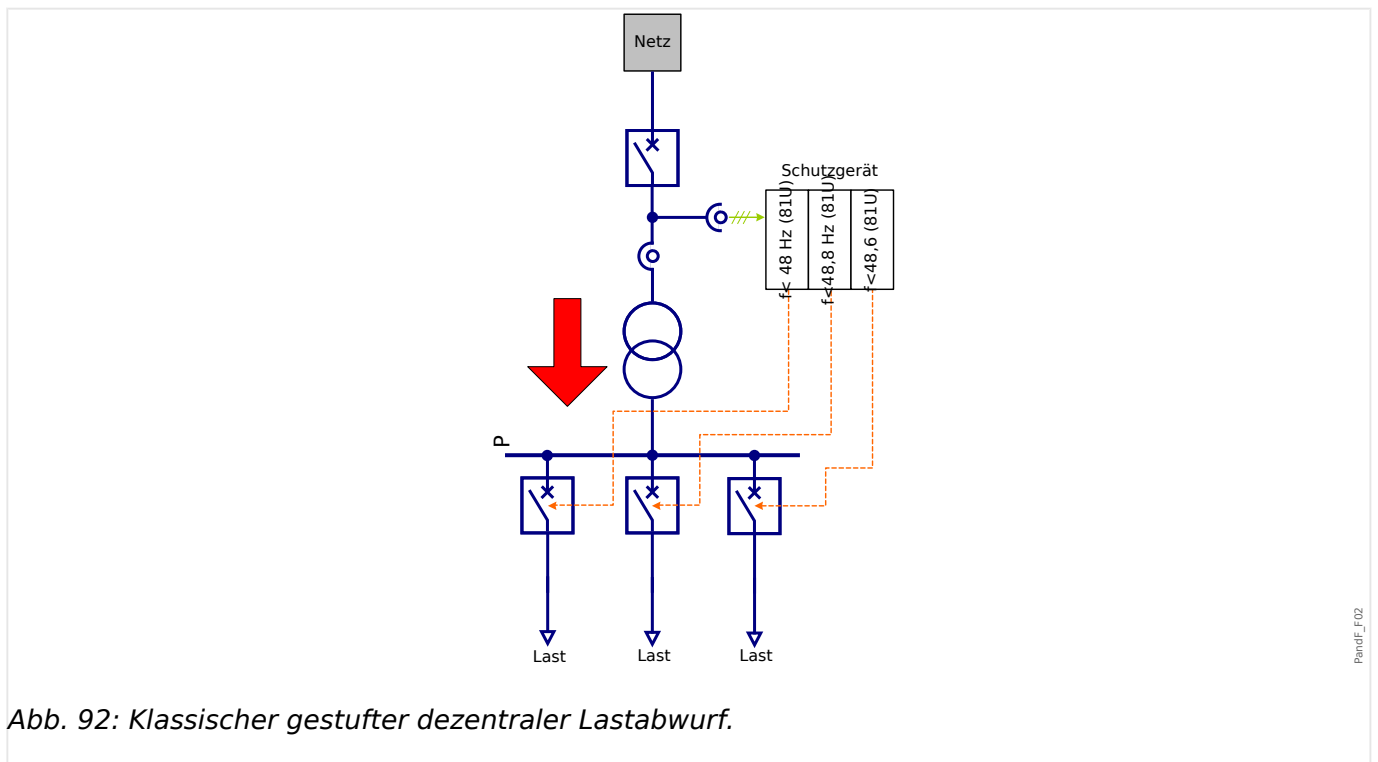 Netz
Schutzgerät
f< 48 Hz (81U)
f<48,8 Hz (81U)
f<48,6 (81U)
P
Last
Last
Last
PandF_F02
Abb. 92: Klassischer gestufter dezentraler Lastabwurf.